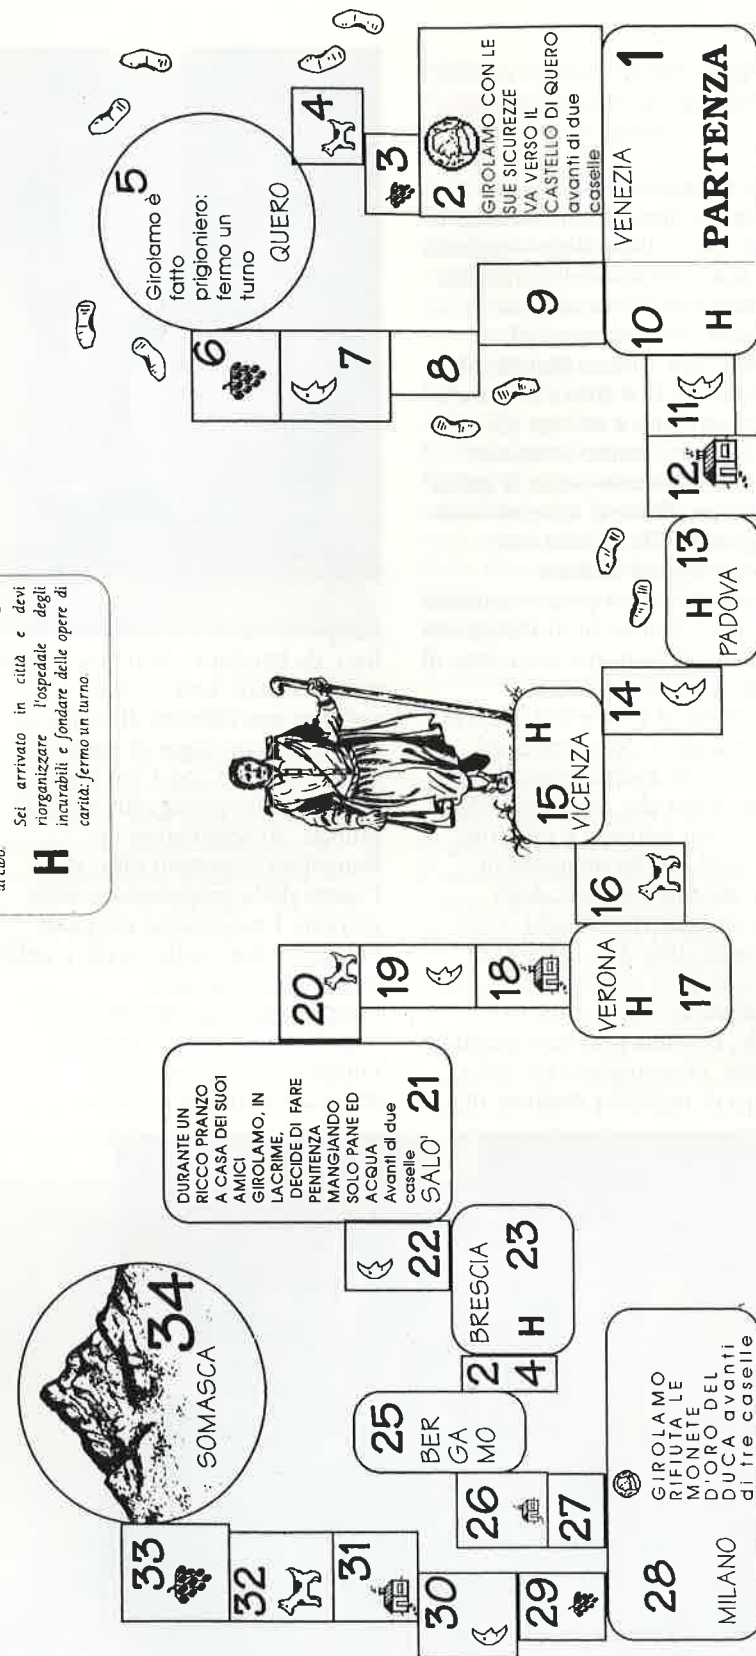 di cibo.
H
Sei arrivato in città e devi
riorganizzare l'ospedale degli
incurabili e fondare delle opere di
carità: fermo un turno.
1
VENEZIA
PARTENZA
2
GIROLAMO CON LE
SUE SICUREZZE
VA VERSO IL
CASTELLO DI QUERO
avanti di due
caselle
3
4
5
Girolamo è
fatto
prigioniero:
fermo un
turno
QUERO
6
7
8
9
10
H
11
12
H 13
PADOVA
14
15 H
VICENZA
16
VERONA
H
17
18
19
20
DURANTE UN
RICCO PRANZO
A CASA DEI SUOI
AMICI
GIROLAMO, IN
LACRIME,
DECIDE DI FARE
PENITENZA
MANGIANDO
SOLO PANE ED
ACQUA
Avanti di due
caselle
SALO' 21
22
BRESCIA
H 23
2
4
25
BER
GA
MO
26
27
28
MILANO
GIROLAMO
RIFIUTA LE
MONETE
D'ORO DEL
DUCA avanti
di tre caselle
29
30
31
32
33
34
SOMASCA